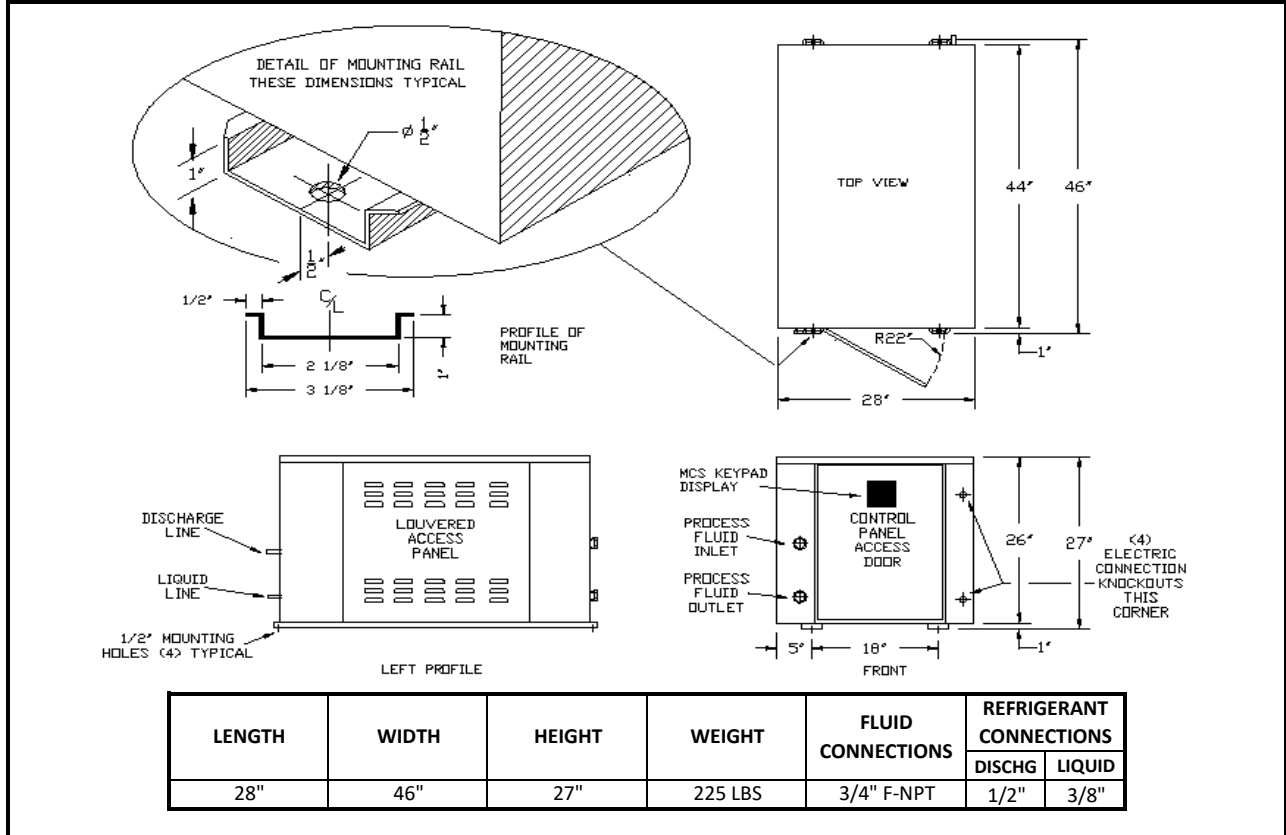 DETAIL OF MOUNTING RAIL
THESE DIMENSIONS TYPICAL
Ø 1/2"
1"
1/2"
1/2"
C/L
PROFILE OF
MOUNTING
RAIL
2 1/8"
3 1/8"
1"
TOP VIEW
44"
46"
R22"
1"
28"
DISCHARGE
LINE
LIQUID
LINE
1/2" MOUNTING
HOLES (4) TYPICAL
LOUVERED
ACCESS
PANEL
LEFT PROFILE
MCS KEYPAD
DISPLAY
PROCESS
FLUID
INLET
PROCESS
FLUID
OUTLET
CONTROL
PANEL
ACCESS
DOOR
26"
27"
(4)
ELECTRIC
CONNECTION
KNOCKOUTS
THIS
CORNER
5"
18"
1"
FRONT
LENGTH WIDTH HEIGHT WEIGHT FLUID CONNECTIONS REFRIGERANT CONNECTIONS
DISCHG LIQUID
28" 46" 27" 225 LBS 3/4" F-NPT 1/2" 3/8"